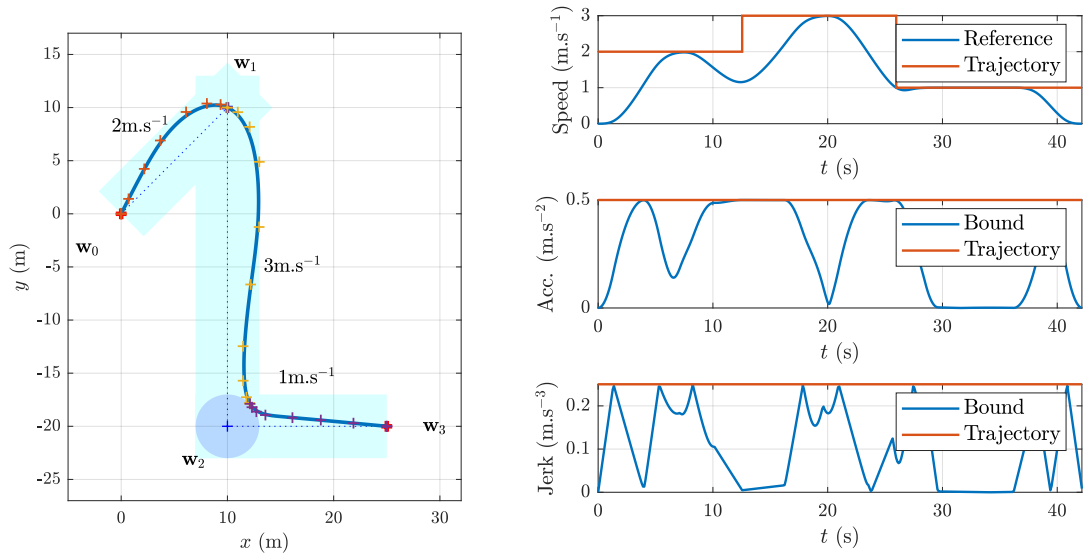 15
10
5
0
-5
-10
-15
-20
-25
y (m)
0
10
20
30
x (m)
w₁
2m.s⁻¹
w₀
3m.s⁻¹
1m.s⁻¹
w₃
w₂
3
2
1
0
Speed (m.s⁻¹)
Reference
Trajectory
0
10
20
30
40
t (s)
0.5
0
Acc. (m.s⁻²)
Bound
Trajectory
0
10
20
30
40
t (s)
0.2
0.1
0
Jerk (m.s⁻³)
Bound
Trajectory
0
10
20
30
40
t (s)